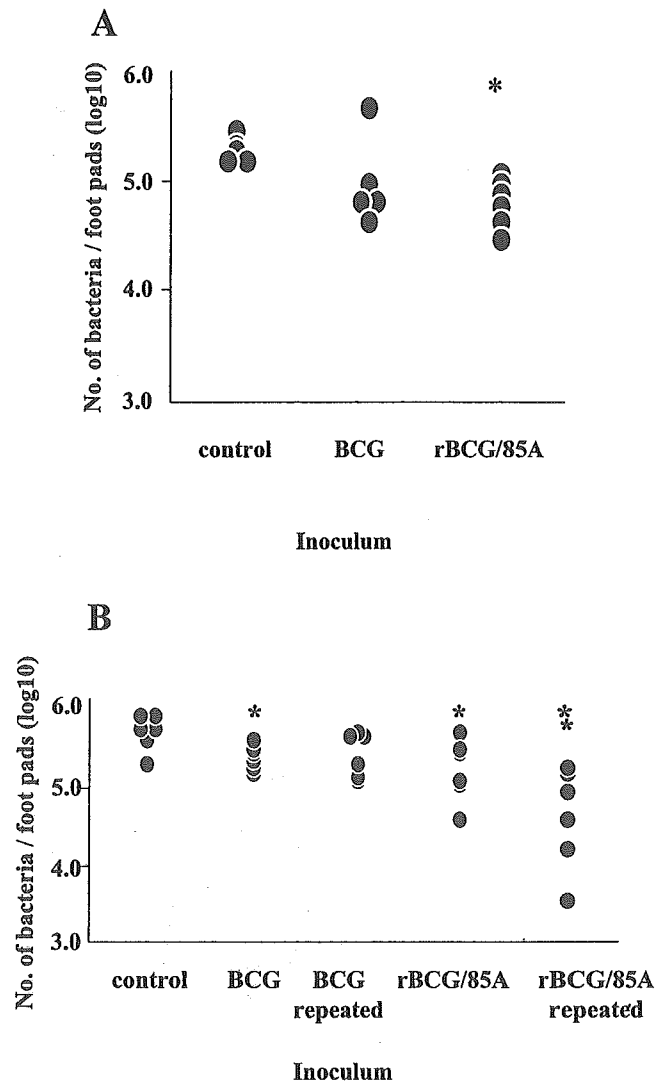 A
No. of bacteria / foot pads (log10)
6.0
5.0
4.0
3.0
*
control BCG rBCG/85A
Inoculum
B
No. of bacteria / foot pads (log10)
6.0
5.0
4.0
3.0
* * *
*
control BCG BCG rBCG/85A rBCG/85A
repeated repeated
Inoculum